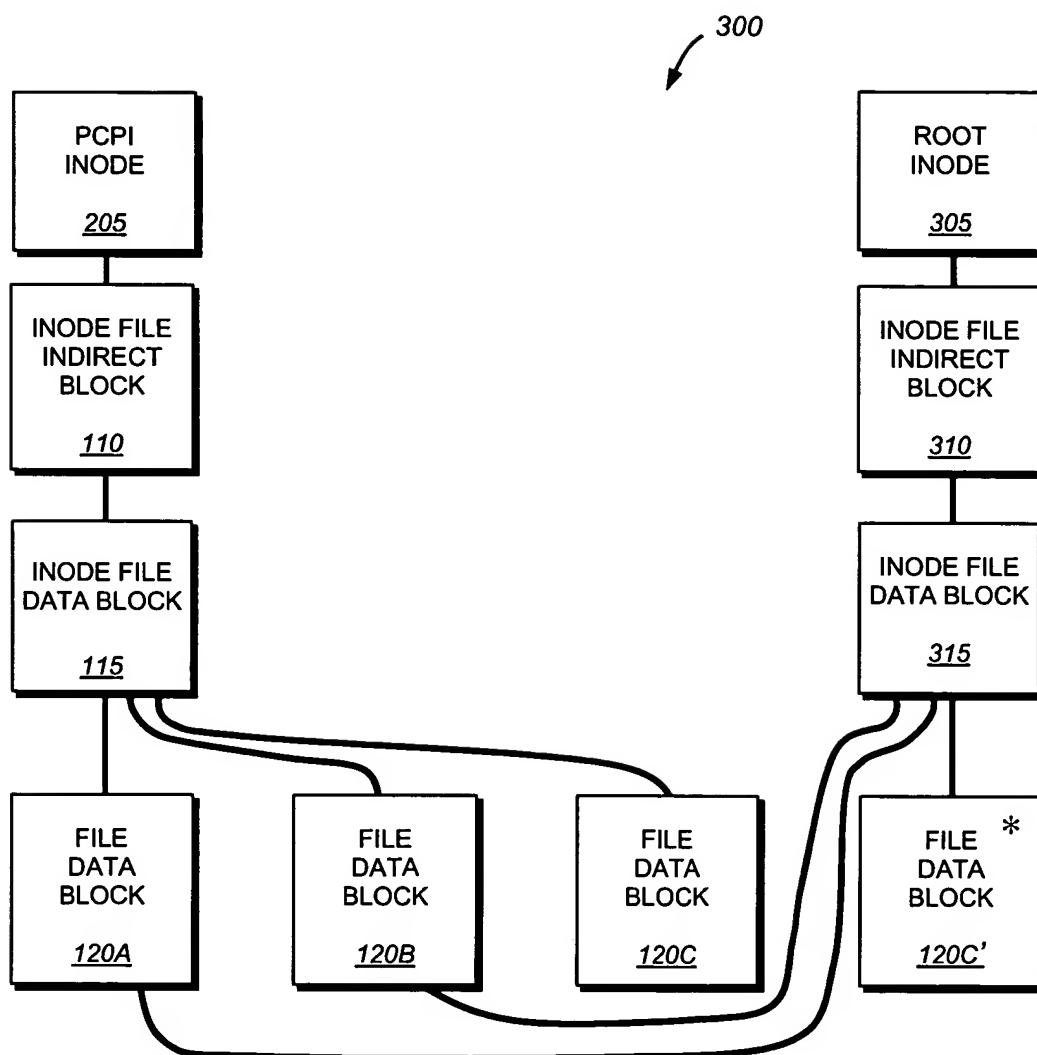 300
PCPI
INODE
205
ROOT
INODE
305
INODE FILE
INDIRECT
BLOCK
110
INODE FILE
INDIRECT
BLOCK
310
INODE FILE
DATA BLOCK
115
INODE FILE
DATA BLOCK
315
FILE
DATA
BLOCK
120A
FILE
DATA
BLOCK
120B
FILE
DATA
BLOCK
120C
FILE *
DATA
BLOCK
120C'